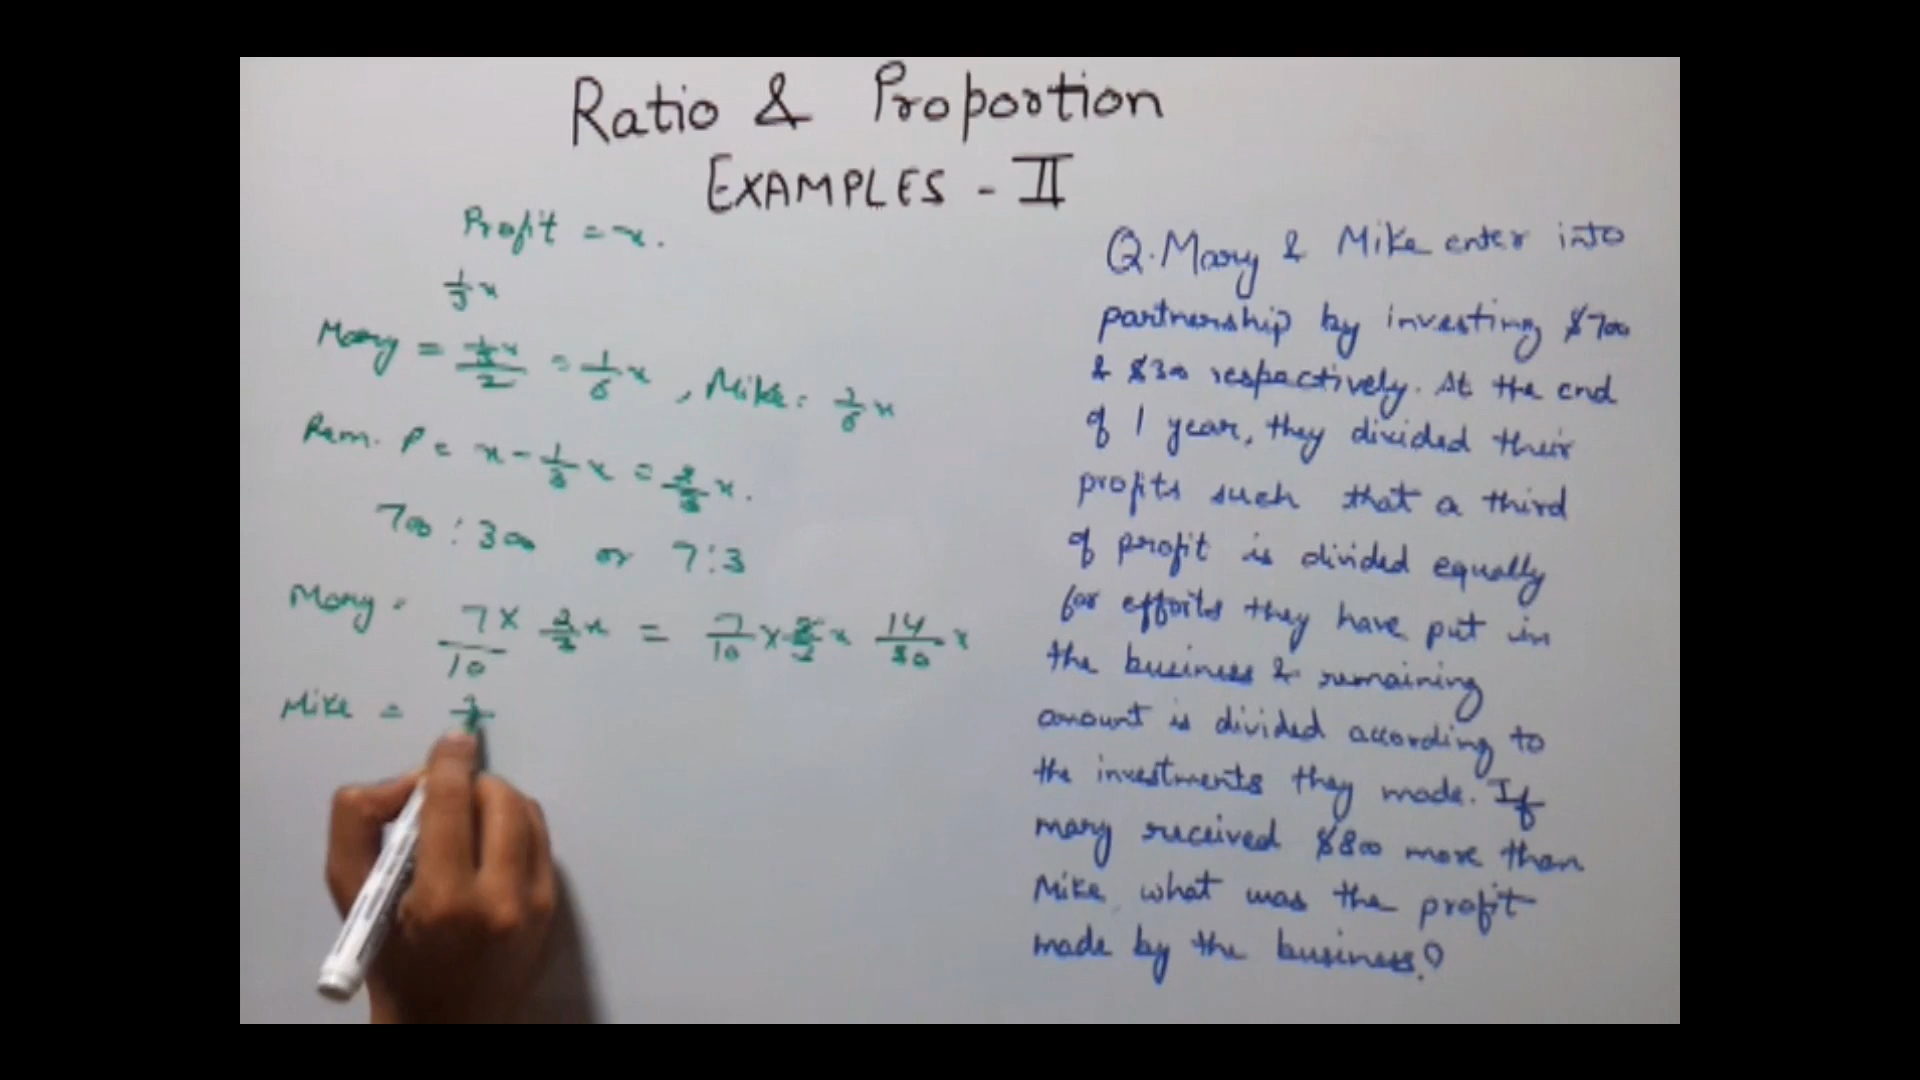 Ratio & Proportion
EXAMPLES - II
Profit = x.
1/3 x
Mary = (1/3 x)/2 = 1/6 x, Mike = 1/6 x
Rem. P = x - 1/3 x = 2/3 x.
700 : 300 or 7:3
Mary = 7/10 × 2/3 x = 7/10 × 2/3 x 14/30 x
Mike =
Q. Mary & Mike enter into
partnership by investing $700
& $300 respectively. At the end
of 1 year, they divided their
profits such that a third
of profit is divided equally
for efforts they have put in
the business & remaining
amount is divided according to
the investments they made. If
mary received $800 more than
Mike, what was the profit
made by the business?